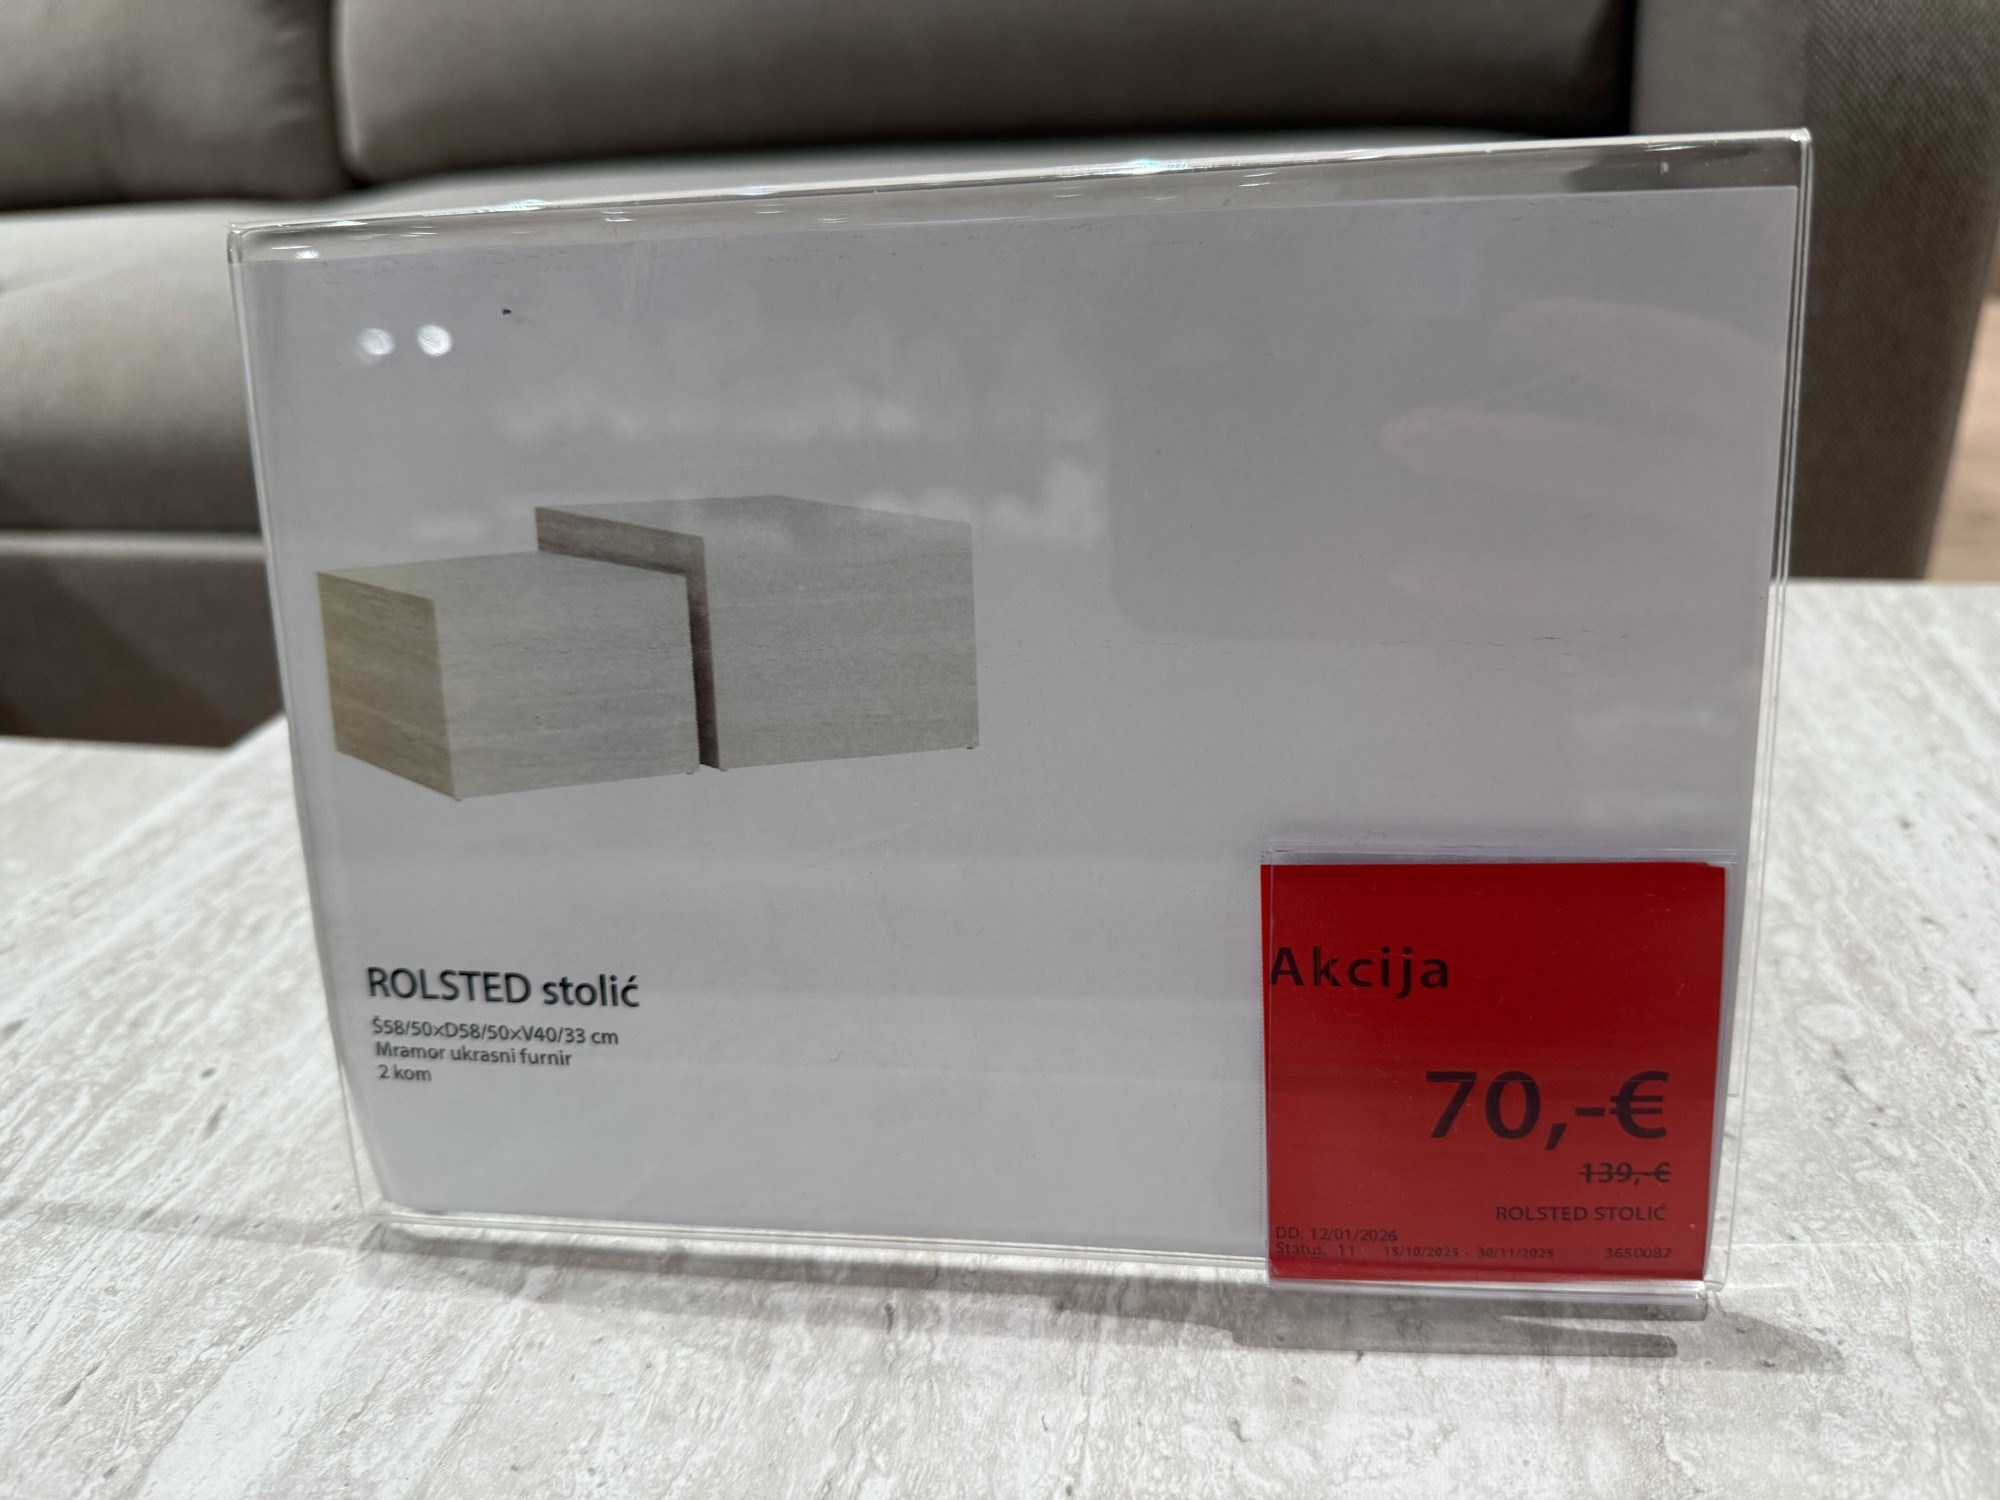 ROLSTED stolić
Š58/50xD58/50xV40/33 cm
Mramor ukrasni furnir
2 kom
Akcija
70,-€
139,-€
ROLSTED STOLIĆ
DD: 12/01/2026
Status: 11 15/10/2025 - 30/11/2025 3650087